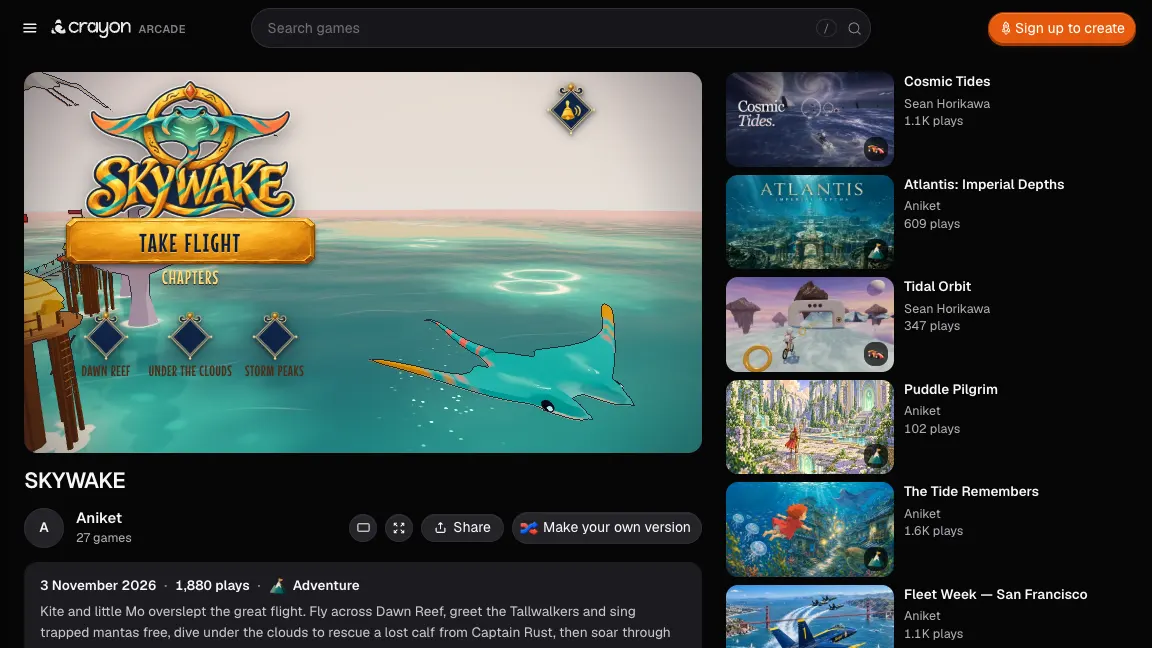 crayon ARCADE
Search games
/
Sign up to create
SKYWAKE
TAKE FLIGHT
CHAPTERS
DAWN REEF
UNDER THE CLOUDS
STORM PEAKS
SKYWAKE
A
Aniket
27 games
Share
Make your own version
3 November 2026 · 1,880 plays · Adventure
Kite and little Mo overslept the great flight. Fly across Dawn Reef, greet the Tallwalkers and sing
trapped mantas free, dive under the clouds to rescue a lost calf from Captain Rust, then soar through
Cosmic
Tides.
Cosmic Tides
Sean Horikawa
1.1K plays
ATLANTIS
IMPERIAL DEPTHS
Atlantis: Imperial Depths
Aniket
609 plays
Tidal Orbit
Sean Horikawa
347 plays
Puddle Pilgrim
Aniket
102 plays
The Tide Remembers
Aniket
1.6K plays
Fleet Week — San Francisco
Aniket
1.1K plays